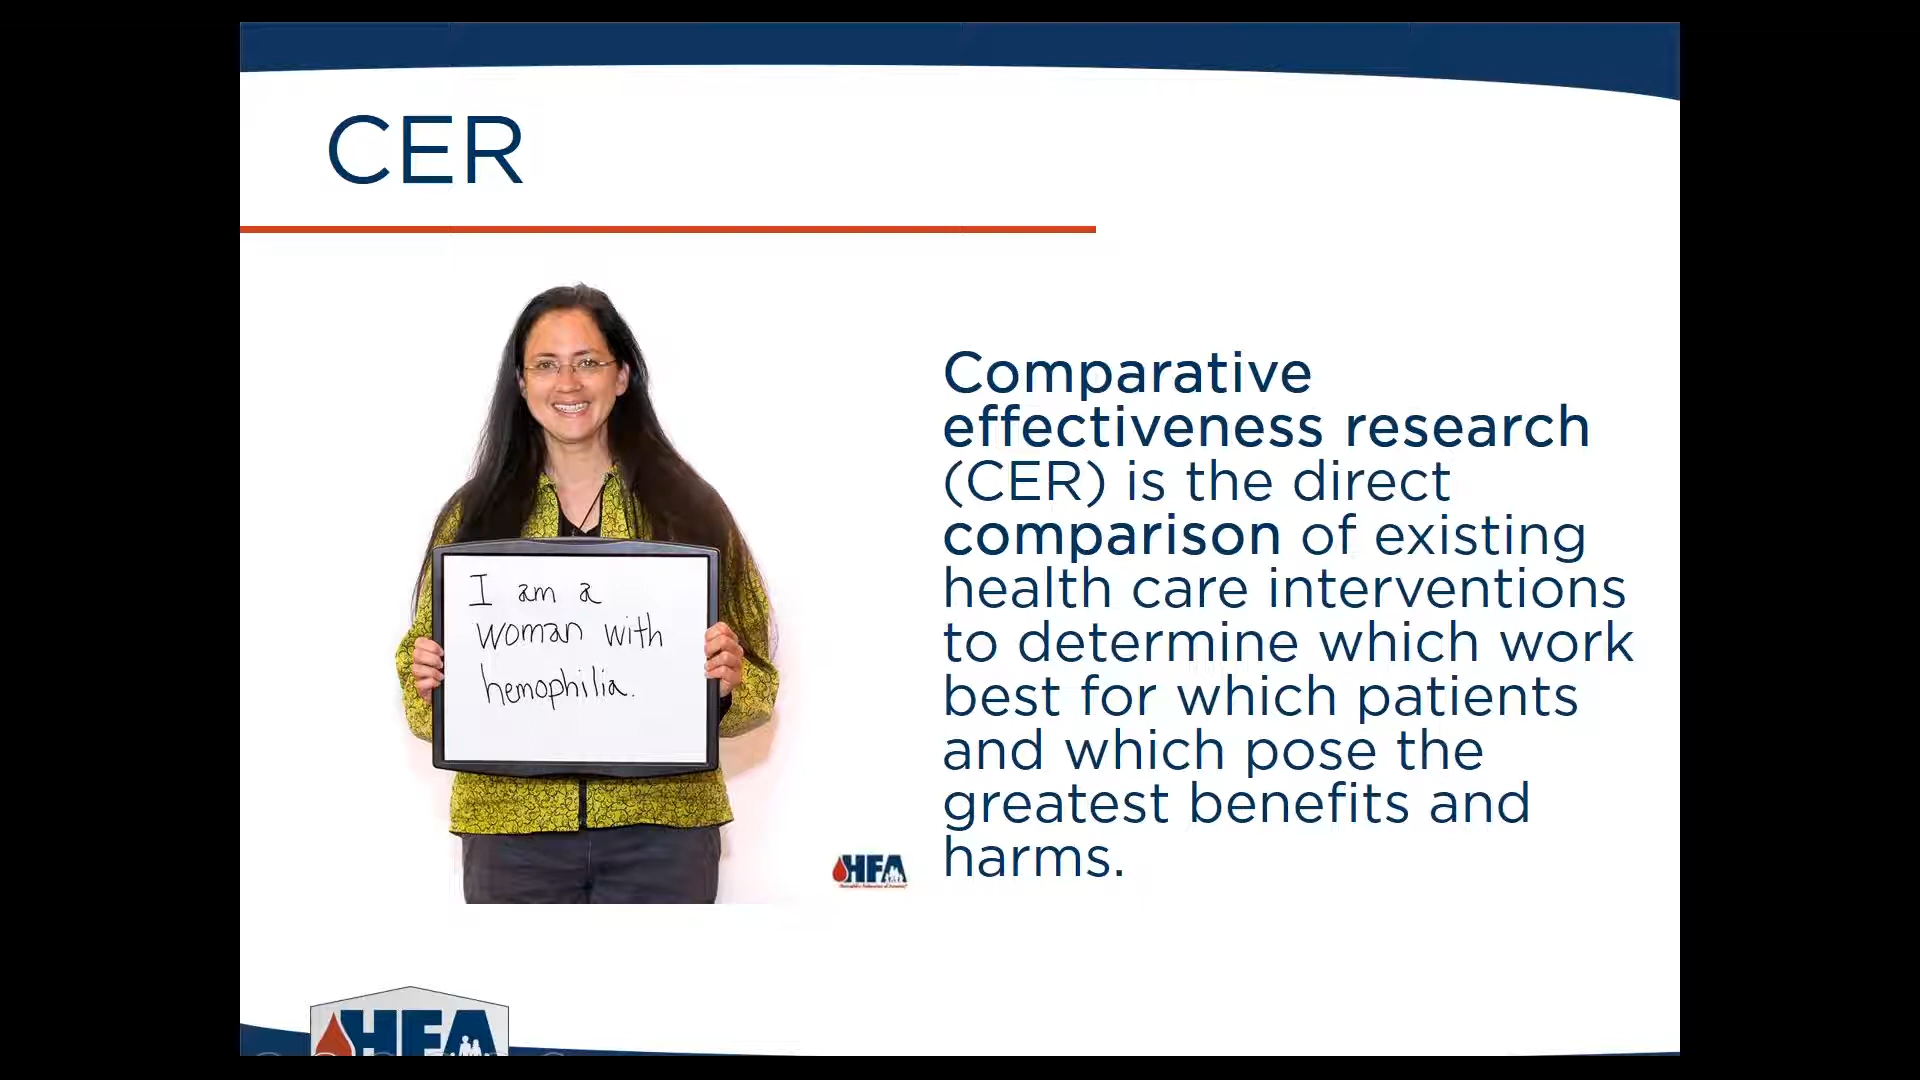 CER
I am a
woman with
hemophilia.
HFA
Comparative
effectiveness research
(CER) is the direct
comparison of existing
health care interventions
to determine which work
best for which patients
and which pose the
greatest benefits and
harms.
HFA